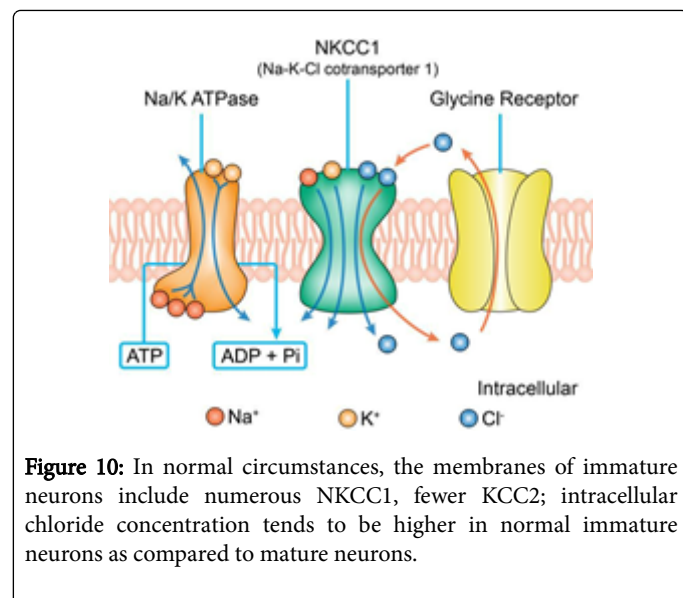 NKCC1
(Na-K-Cl cotransporter 1)
Na/K ATPase
Glycine Receptor
ATP
ADP + Pi
Intracellular
Na⁺
K⁺
Cl⁻
Figure 10: In normal circumstances, the membranes of immature
neurons include numerous NKCC1, fewer KCC2; intracellular
chloride concentration tends to be higher in normal immature
neurons as compared to mature neurons.